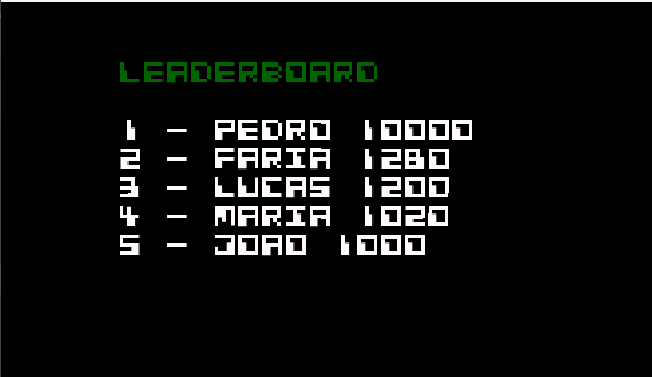 LEADERBOARD
1 - PEDRO 10000
2 - FARIA 1280
3 - LUCAS 1200
4 - MARIA 1020
5 - JOAO 1000